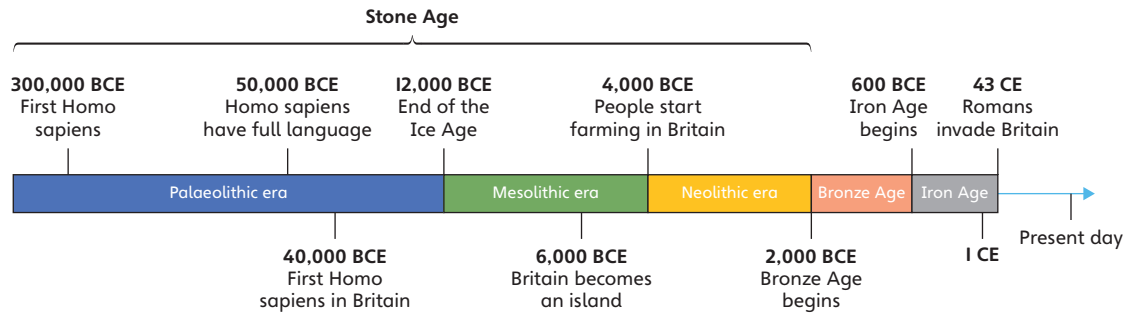 Stone Age
300,000 BCE
First Homo
sapiens
50,000 BCE
Homo sapiens
have full language
12,000 BCE
End of the
Ice Age
4,000 BCE
People start
farming in Britain
600 BCE
Iron Age
begins
43 CE
Romans
invade Britain
Palaeolithic era
Mesolithic era
Neolithic era
Bronze Age
Iron Age
40,000 BCE
First Homo
sapiens in Britain
6,000 BCE
Britain becomes
an island
2,000 BCE
Bronze Age
begins
1 CE
Present day